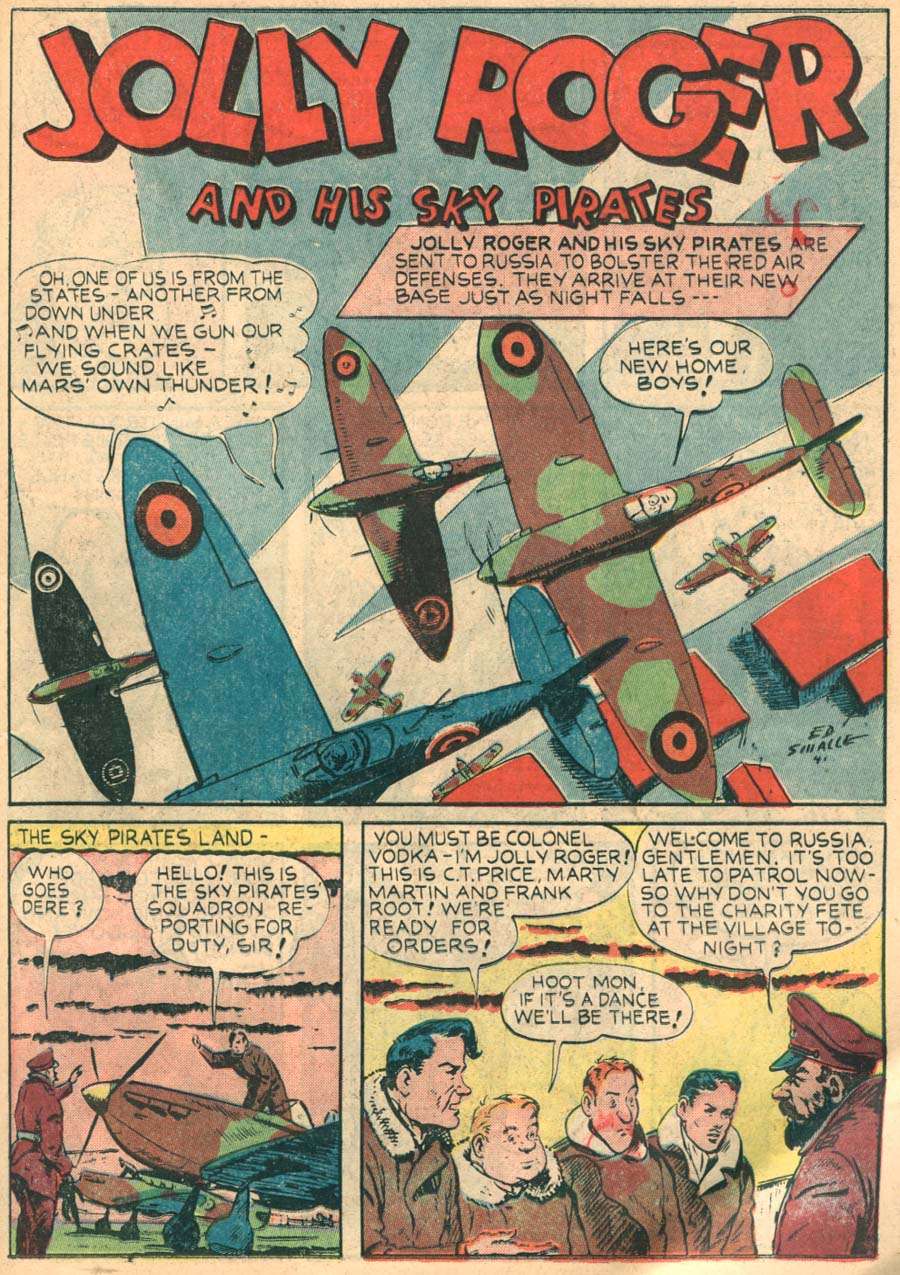 JOLLY ROGER
AND HIS SKY PIRATES
JOLLY ROGER AND HIS SKY PIRATES ARE
SENT TO RUSSIA TO BOLSTER THE RED AIR
DEFENSES. THEY ARRIVE AT THEIR NEW
BASE JUST AS NIGHT FALLS ---
OH, ONE OF US IS FROM THE
STATES - ANOTHER FROM
DOWN UNDER
AND WHEN WE GUN OUR
FLYING CRATES -
WE SOUND LIKE
MARS' OWN THUNDER!
HERE'S OUR
NEW HOME,
BOYS!
ED
SMALLE
41.
THE SKY PIRATES LAND -
WHO
GOES
DERE?
HELLO! THIS IS
THE SKY PIRATES
SQUADRON RE-
PORTING FOR
DUTY, SIR!
YOU MUST BE COLONEL
VODKA - I'M JOLLY ROGER!
THIS IS C.T. PRICE, MARTY
MARTIN AND FRANK
ROOT! WE'RE
READY FOR
ORDERS!
HOOT MON,
IF IT'S A DANCE
WE'LL BE THERE!
WELCOME TO RUSSIA,
GENTLEMEN. IT'S TOO
LATE TO PATROL NOW-
SO WHY DON'T YOU GO
TO THE CHARITY FETE
AT THE VILLAGE TO-
NIGHT?